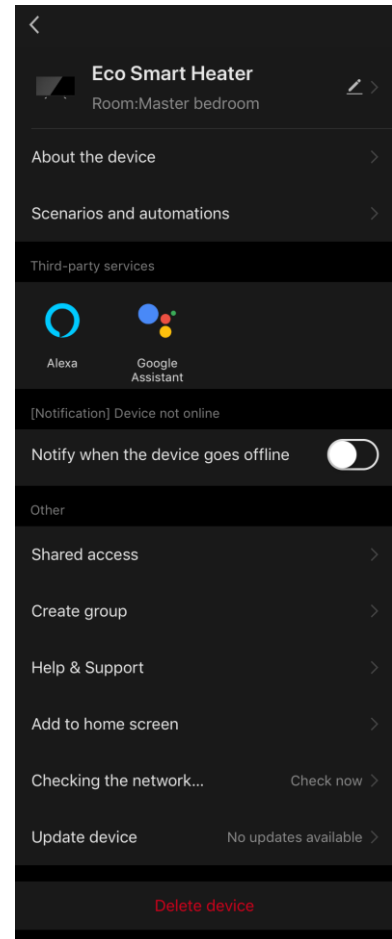 Eco Smart Heater
Room:Master bedroom
About the device
Scenarios and automations
Third-party services
Alexa
Google
Assistant
[Notification] Device not online
Notify when the device goes offline
Other
Shared access
Create group
Help & Support
Add to home screen
Checking the network... Check now
Update device No updates available
Delete device